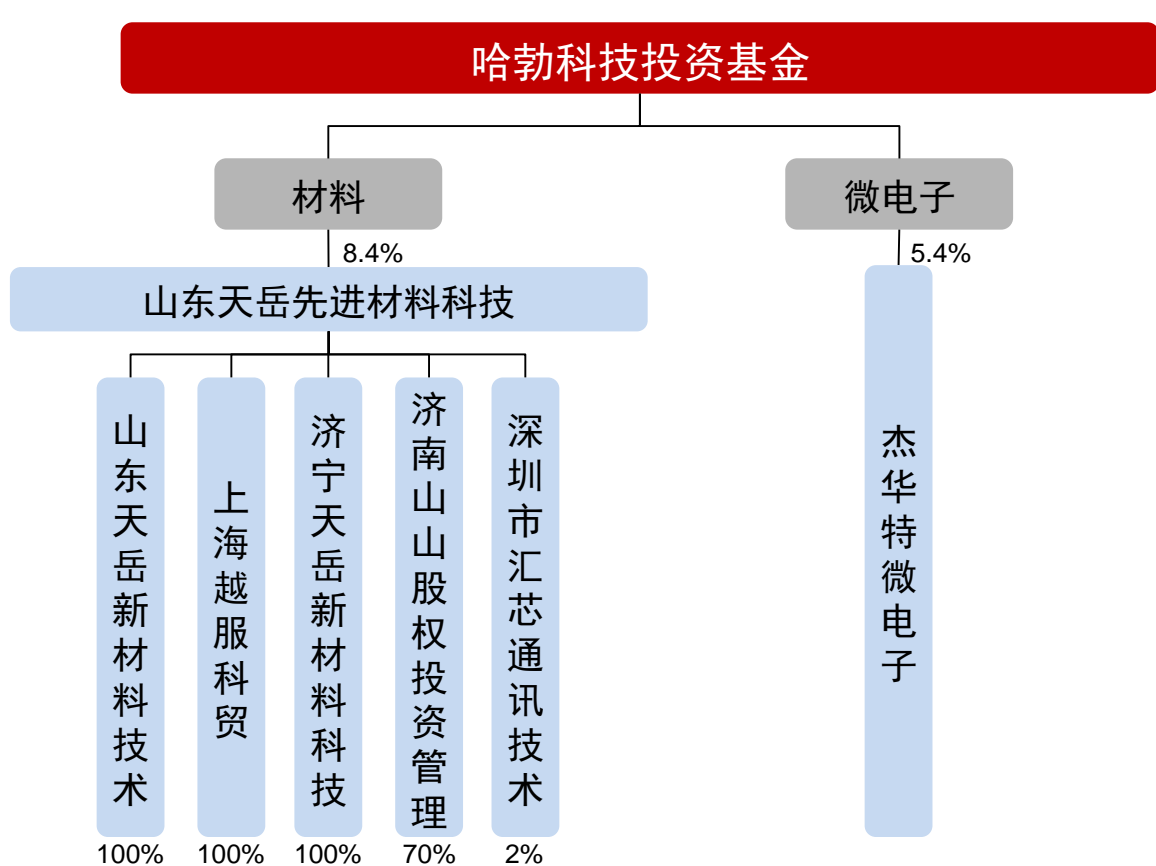 哈勃科技投资基金
材料
微电子
8.4%
5.4%
山东天岳先进材料科技
山东天岳新材料技术
上海越服科贸
济宁天岳新材料科技
济南山山股权投资管理
深圳市汇芯通讯技术
杰华特微电子
100%
100%
100%
70%
2%